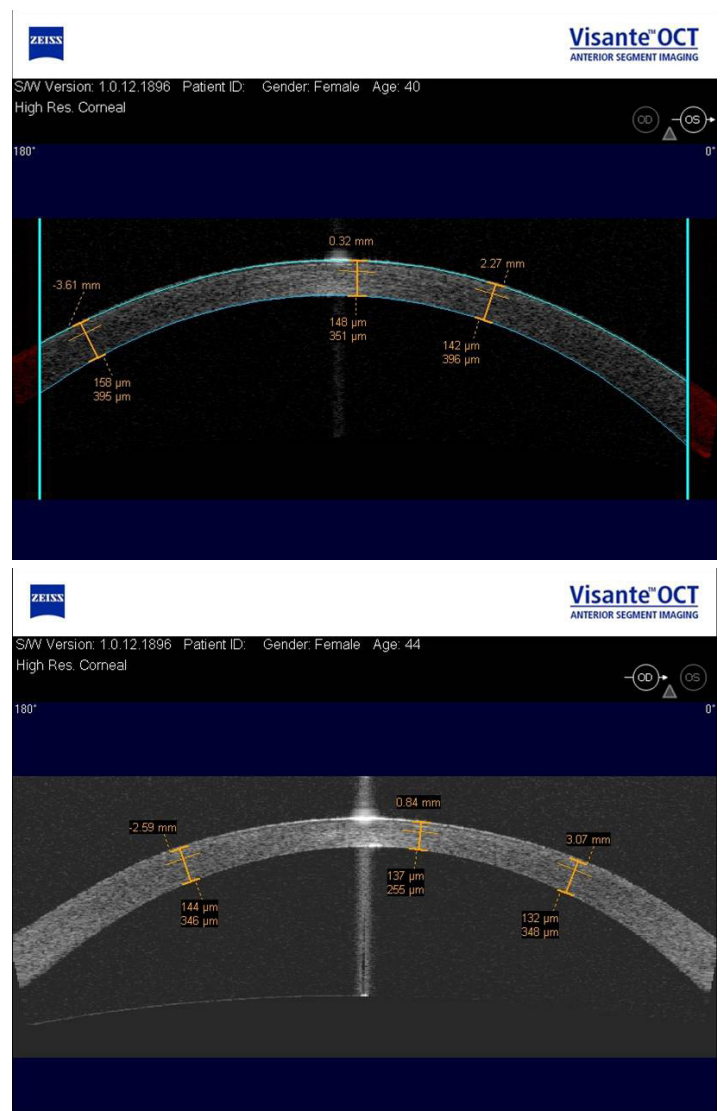 ZEISS
Visante™ OCT
ANTERIOR SEGMENT IMAGING
S/W Version: 1.0.12.1896 Patient ID: Gender: Female Age: 40
High Res. Corneal
OD OS
180° 0°
0.32 mm
2.27 mm
-3.61 mm
148 µm
351 µm
142 µm
396 µm
158 µm
395 µm
ZEISS
Visante™ OCT
ANTERIOR SEGMENT IMAGING
S/W Version: 1.0.12.1896 Patient ID: Gender: Female Age: 44
High Res. Corneal
OD OS
180° 0°
0.84 mm
-2.59 mm
3.07 mm
137 µm
255 µm
144 µm
346 µm
132 µm
348 µm